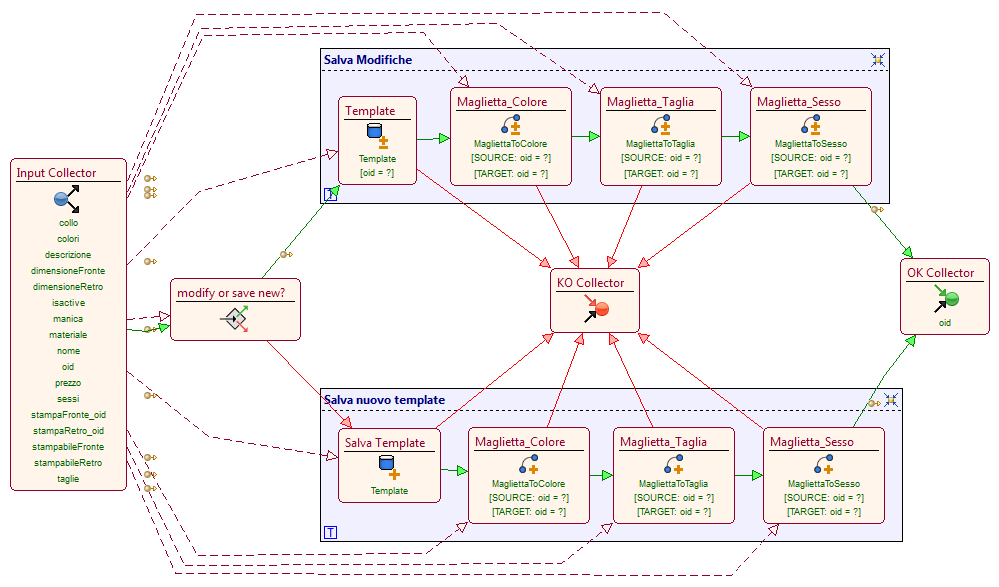 Input Collector
collo
colori
descrizione
dimensioneFronte
dimensioneRetro
isactive
manica
materiale
nome
oid
prezzo
sessi
stampaFronte_oid
stampaRetro_oid
stampabileFronte
stampabileRetro
taglie
modify or save new?
Salva Modifiche
Template
Template
[oid = ?]
Maglietta_Colore
MagliettaToColore
[SOURCE: oid = ?]
[TARGET: oid = ?]
Maglietta_Taglia
MagliettaToTaglia
[SOURCE: oid = ?]
[TARGET: oid = ?]
Maglietta_Sesso
MagliettaToSesso
[SOURCE: oid = ?]
[TARGET: oid = ?]
T
KO Collector
OK Collector
oid
Salva nuovo template
Salva Template
Template
Maglietta_Colore
MagliettaToColore
[SOURCE: oid = ?]
[TARGET: oid = ?]
Maglietta_Taglia
MagliettaToTaglia
[SOURCE: oid = ?]
[TARGET: oid = ?]
Maglietta_Sesso
MagliettaToSesso
[SOURCE: oid = ?]
[TARGET: oid = ?]
T